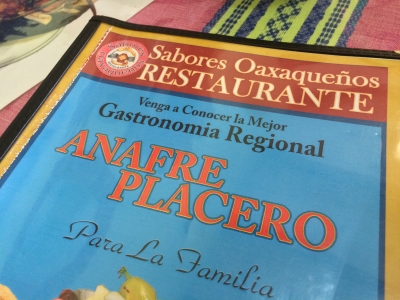 Sabores Oaxaqueños
RESTAURANTE
Venga a Conocer la Mejor
Gastronomía Regional
ANAFRE
PLACERO
Para La Familia